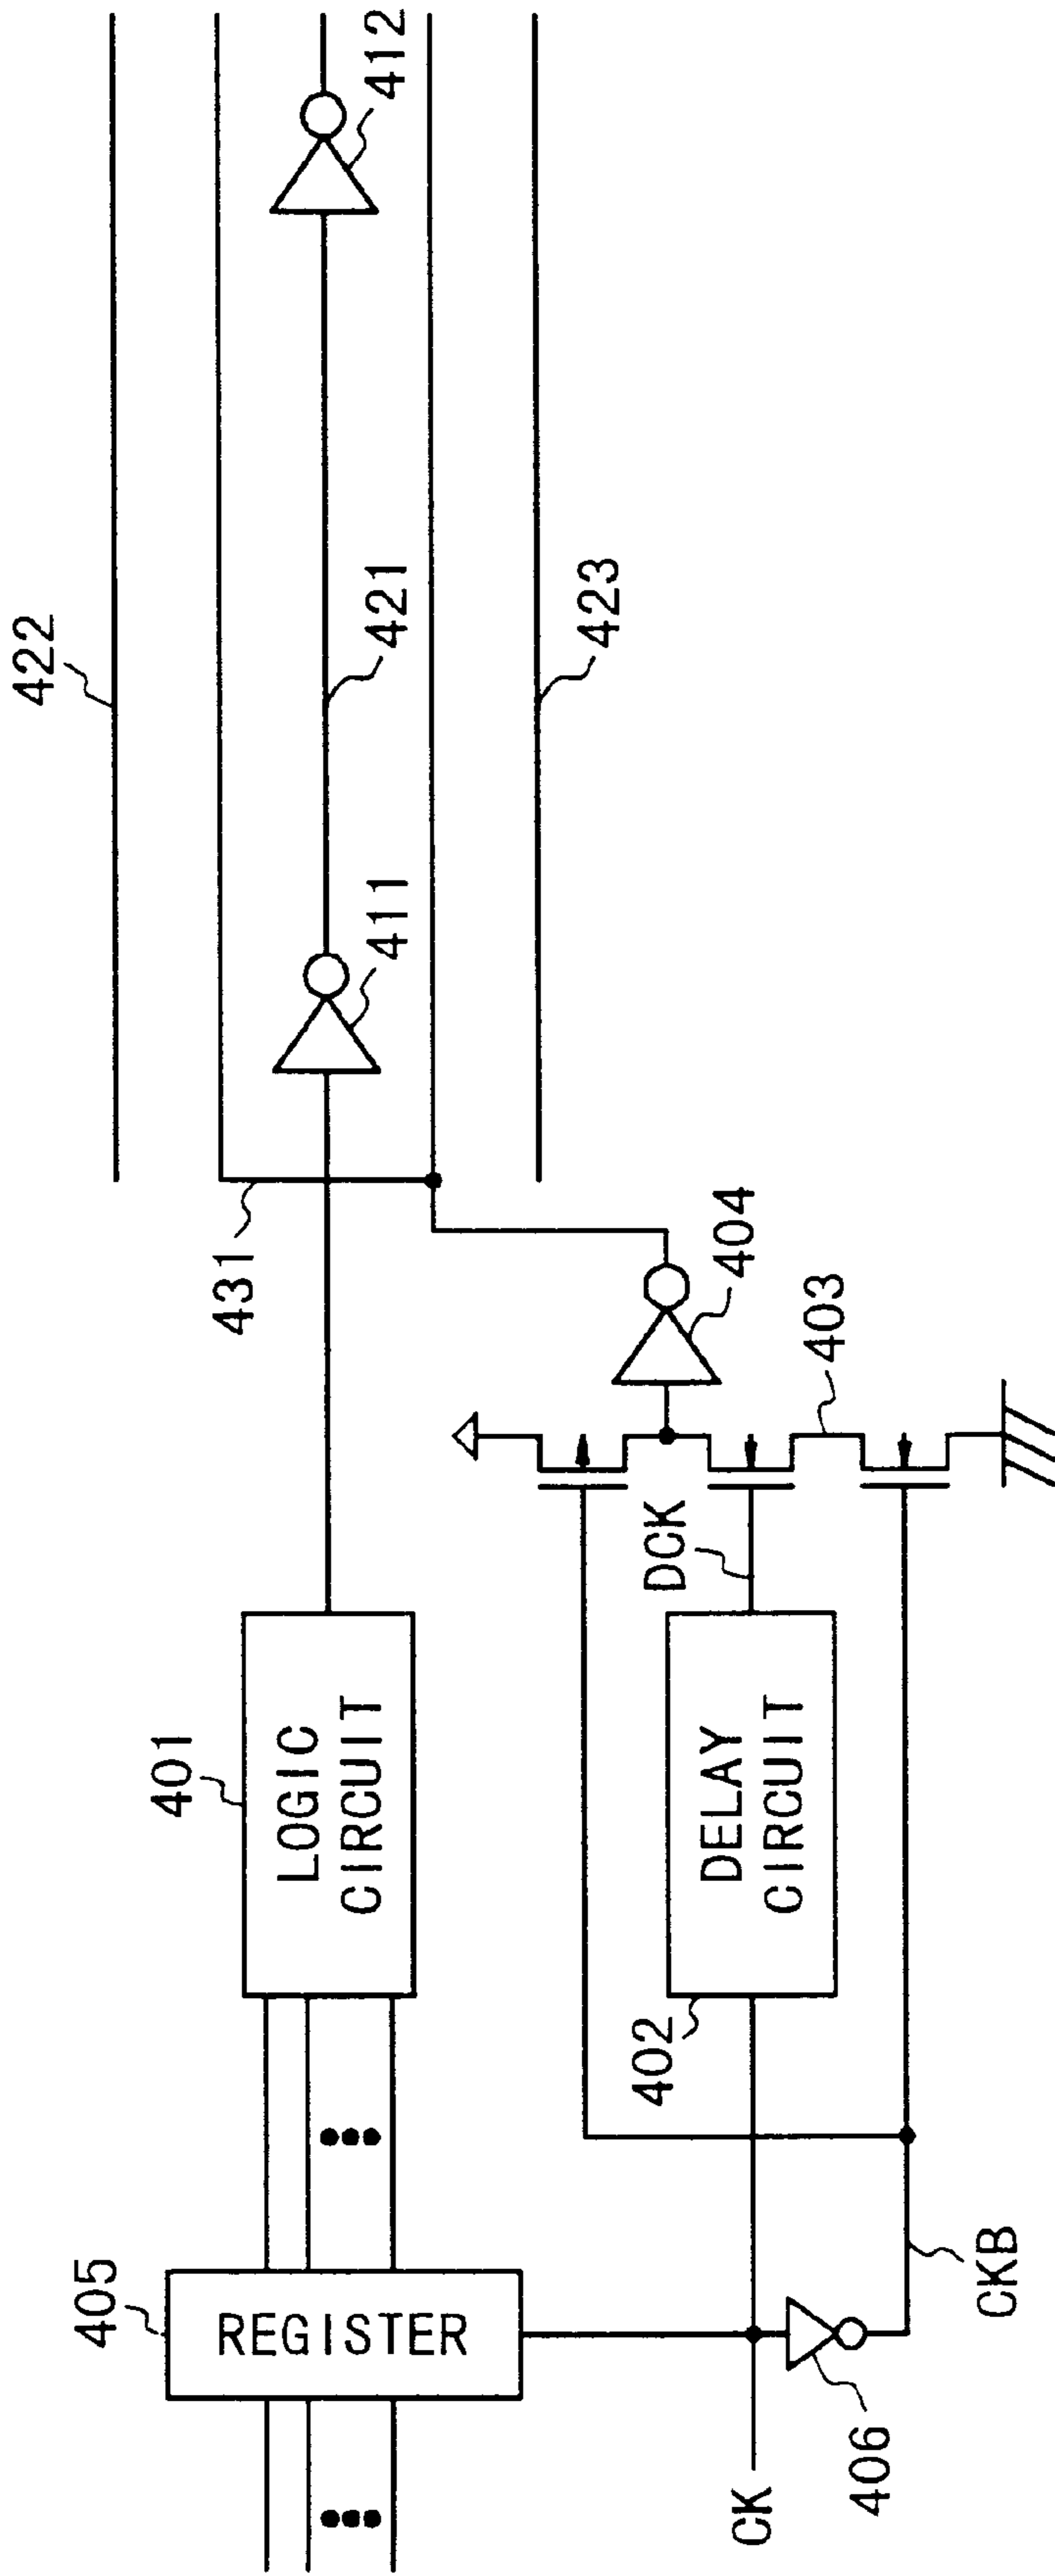 422
412
421
423
411
431
404
403
DCK
401
LOGIC
CIRCUIT
DELAY
CIRCUIT
402
405
REGISTER
CKB
CK
406